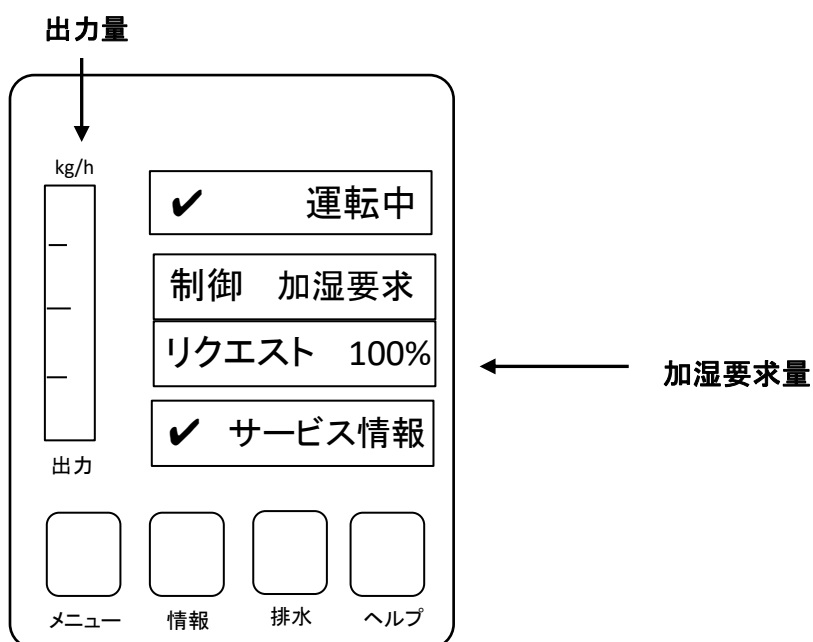 出力量
kg/h
✔ 運転中
制御 加湿要求
リクエスト 100%
加湿要求量
✔ サービス情報
出力
メニュー 情報 排水 ヘルプ